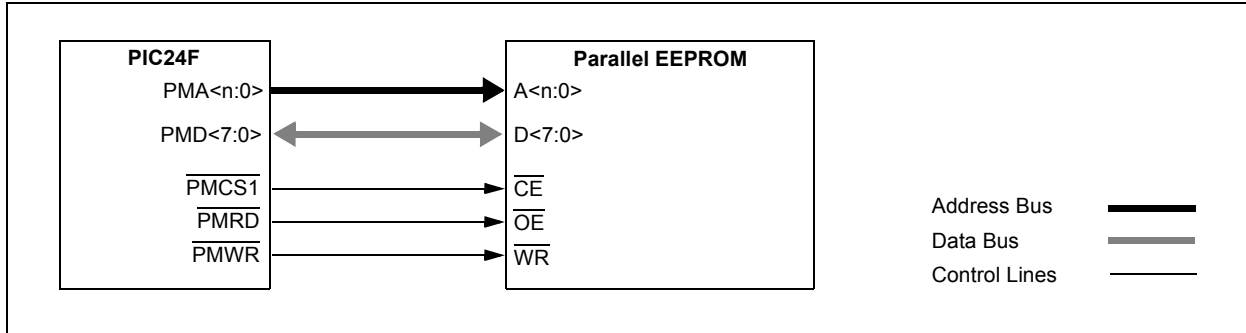 PIC24F
PMA<n:0>
PMD<7:0>
PMCS1
PMRD
PMWR
Parallel EEPROM
A<n:0>
D<7:0>
CE
OE
WR
Address Bus
Data Bus
Control Lines